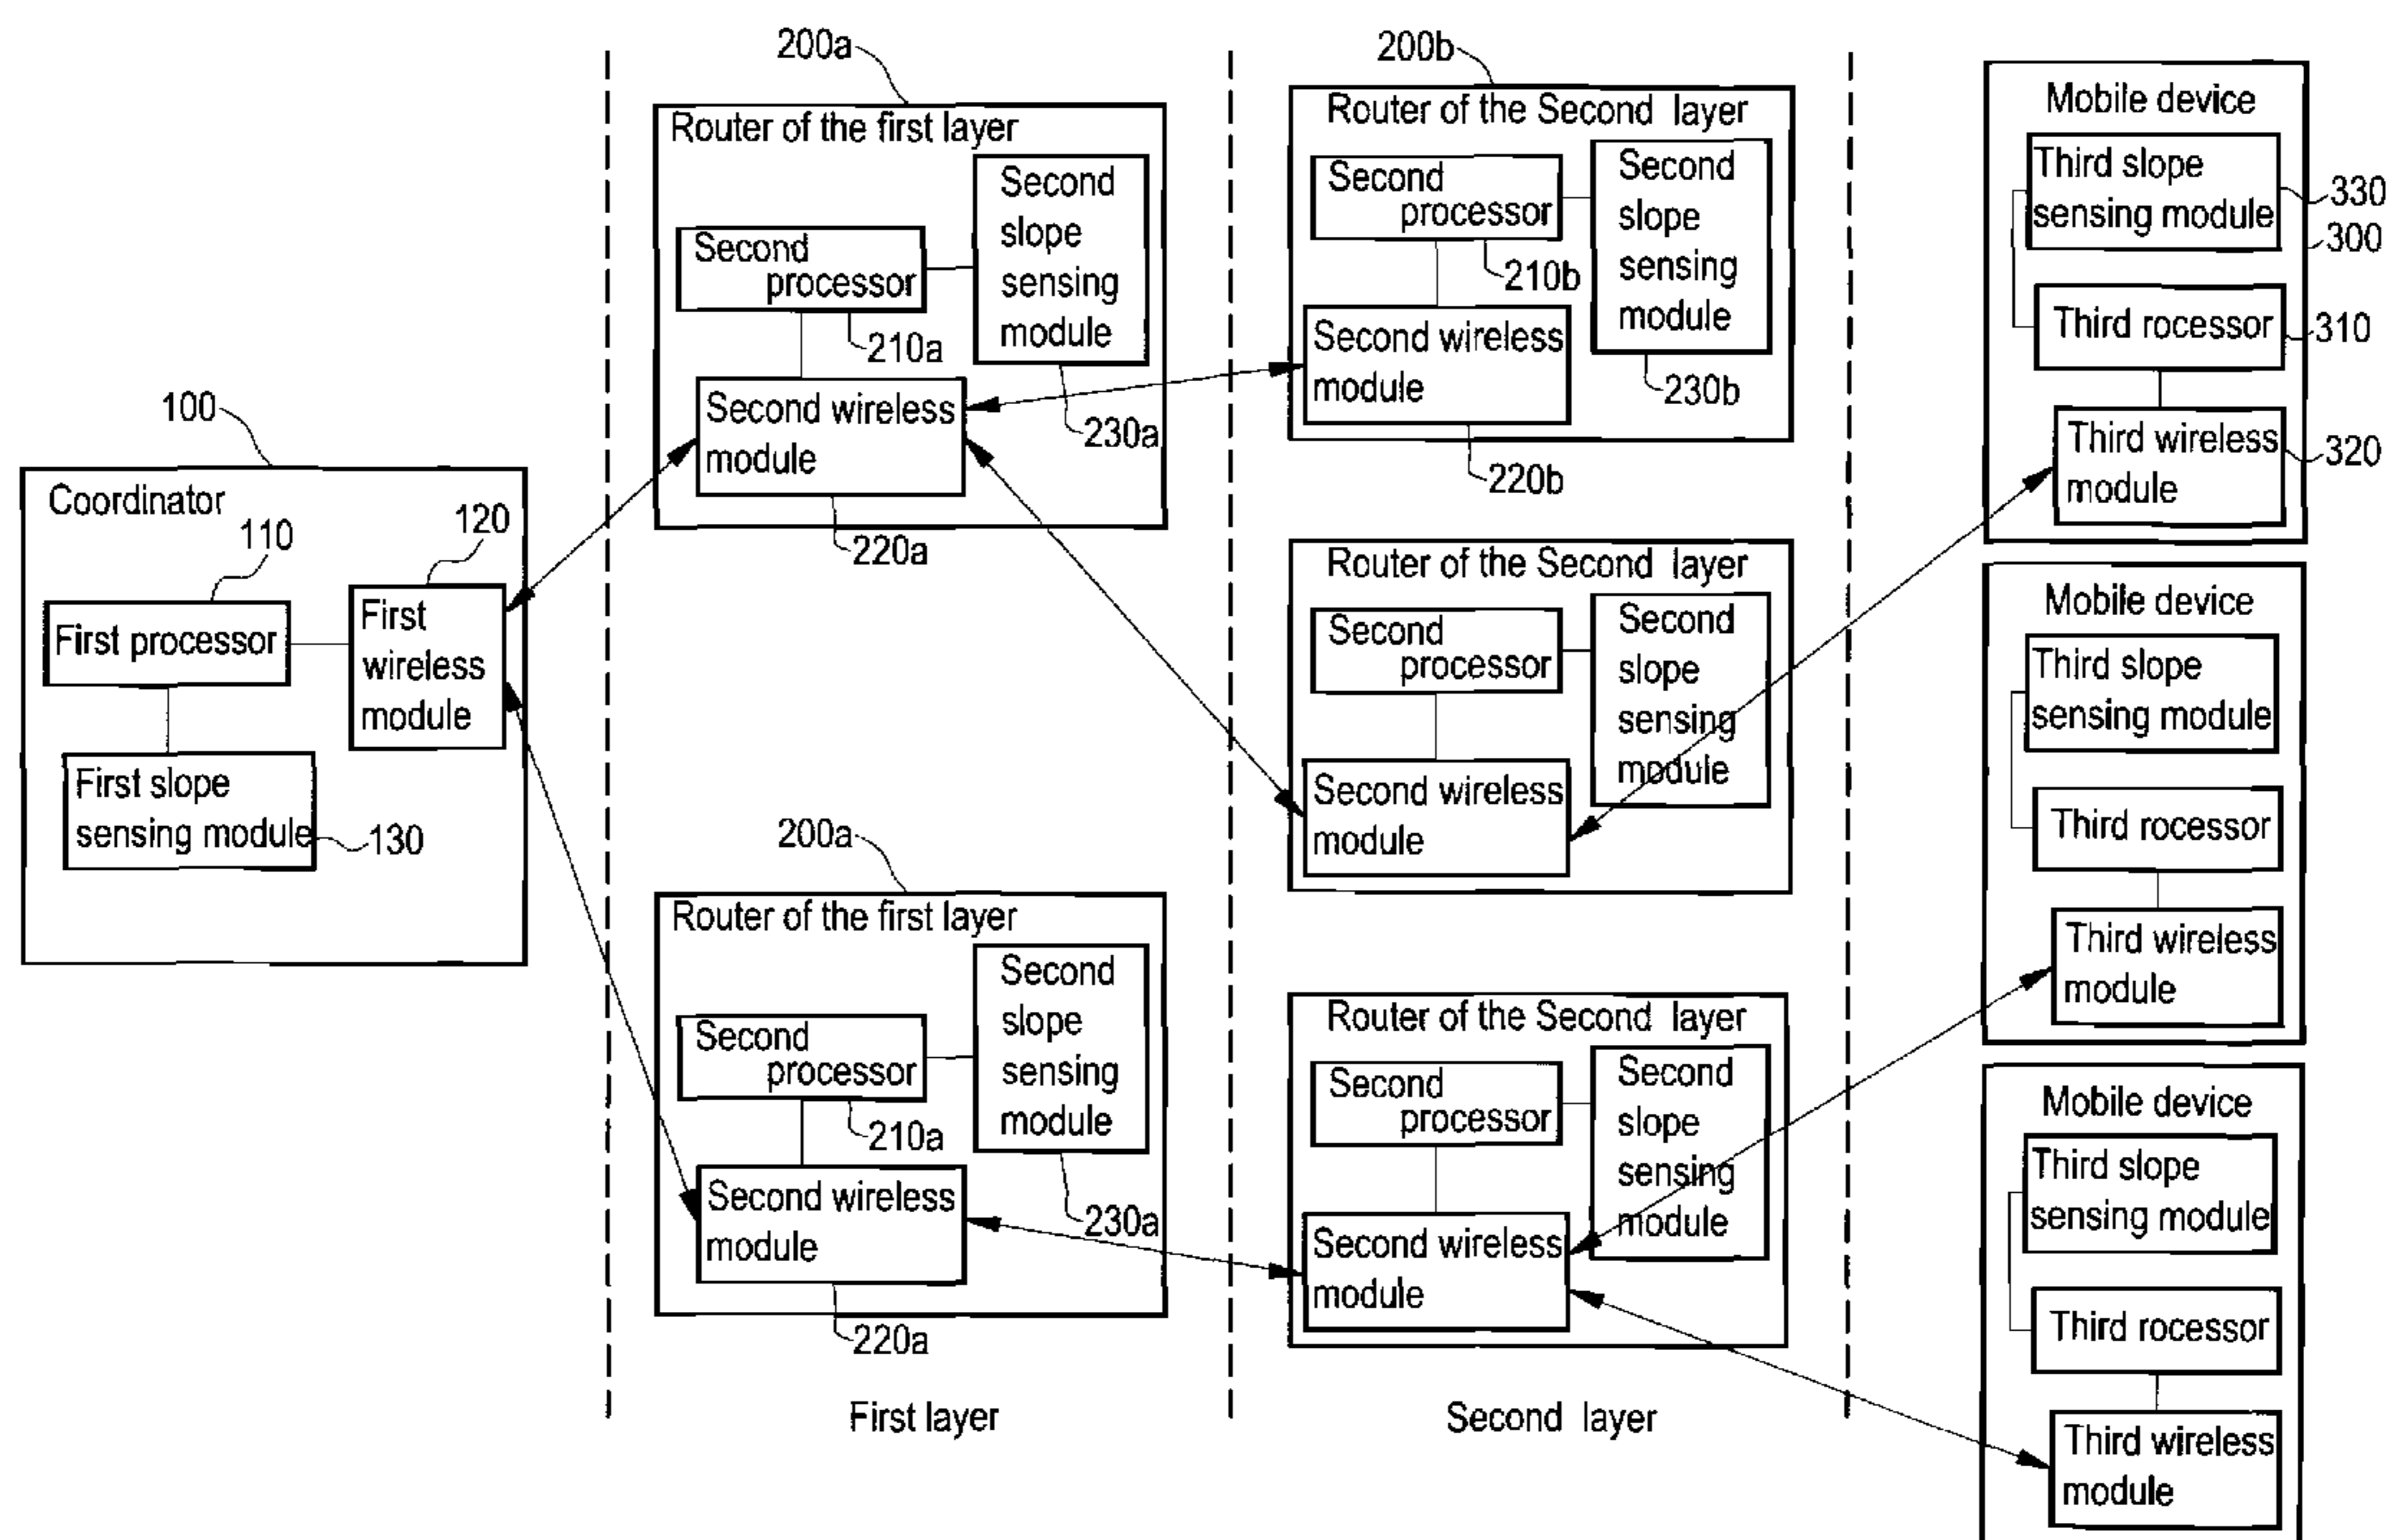 100
Coordinator
110
120
First processor
First
wireless
module
First slope
sensing module
130
200a
Router of the first layer
Second
processor
Second
slope
sensing
module
210a
Second wireless
module
230a
220a
200a
Router of the first layer
Second
processor
Second
slope
sensing
module
210a
Second wireless
module
230a
220a
First layer
200b
Router of the Second layer
Second
processor
Second
slope
sensing
module
210b
Second wireless
module
230b
220b
Router of the Second layer
Second
processor
Second
slope
sensing
module
Second wireless
module
Router of the Second layer
Second
processor
Second
slope
sensing
module
Second wireless
module
Second layer
Mobile device
Third slope
sensing module
330
300
Third rocessor
310
Third wireless
module
320
Mobile device
Third slope
sensing module
Third rocessor
Third wireless
module
Mobile device
Third slope
sensing module
Third rocessor
Third wireless
module